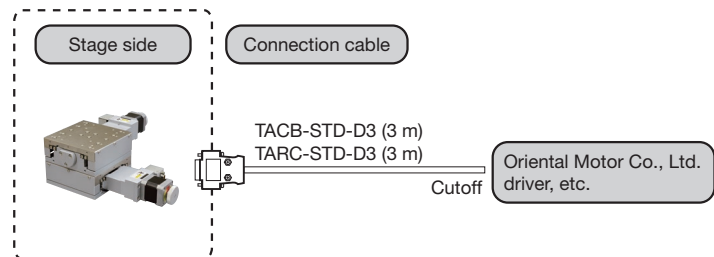 Stage side
Connection cable
TACB-STD-D3 (3 m)
TARC-STD-D3 (3 m)
Cutoff
Oriental Motor Co., Ltd.
driver, etc.